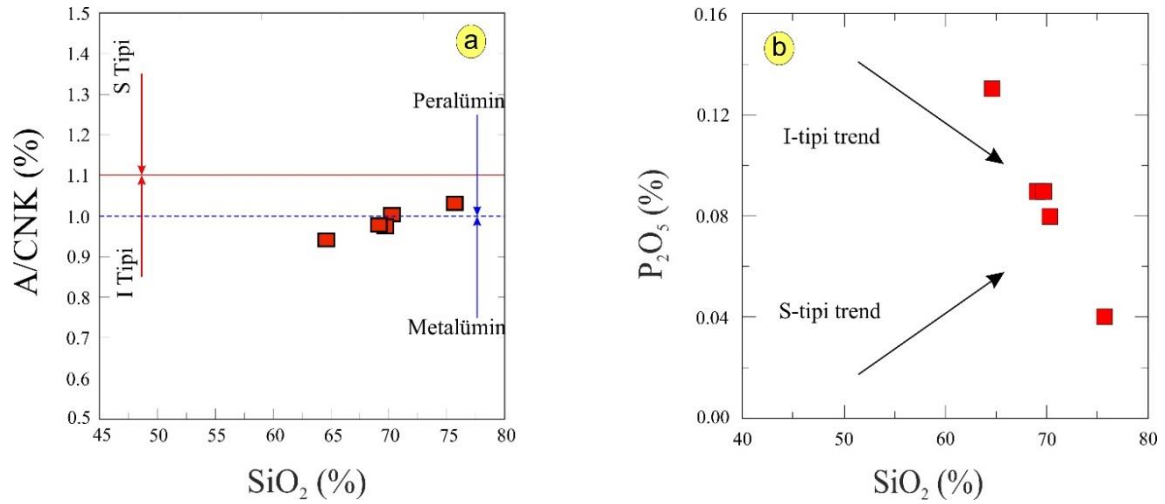 a
1.5
1.4
1.3
1.2
1.1
1.0
0.9
0.8
0.7
0.6
0.5
A/CNK (%)
S Tipi
I Tipi
Peralümin
Metalümin
45 50 55 60 65 70 75 80
SiO₂ (%)
b
0.16
0.12
0.08
0.04
0.00
P₂O₅ (%)
I-tipi trend
S-tipi trend
40 50 60 70 80
SiO₂ (%)